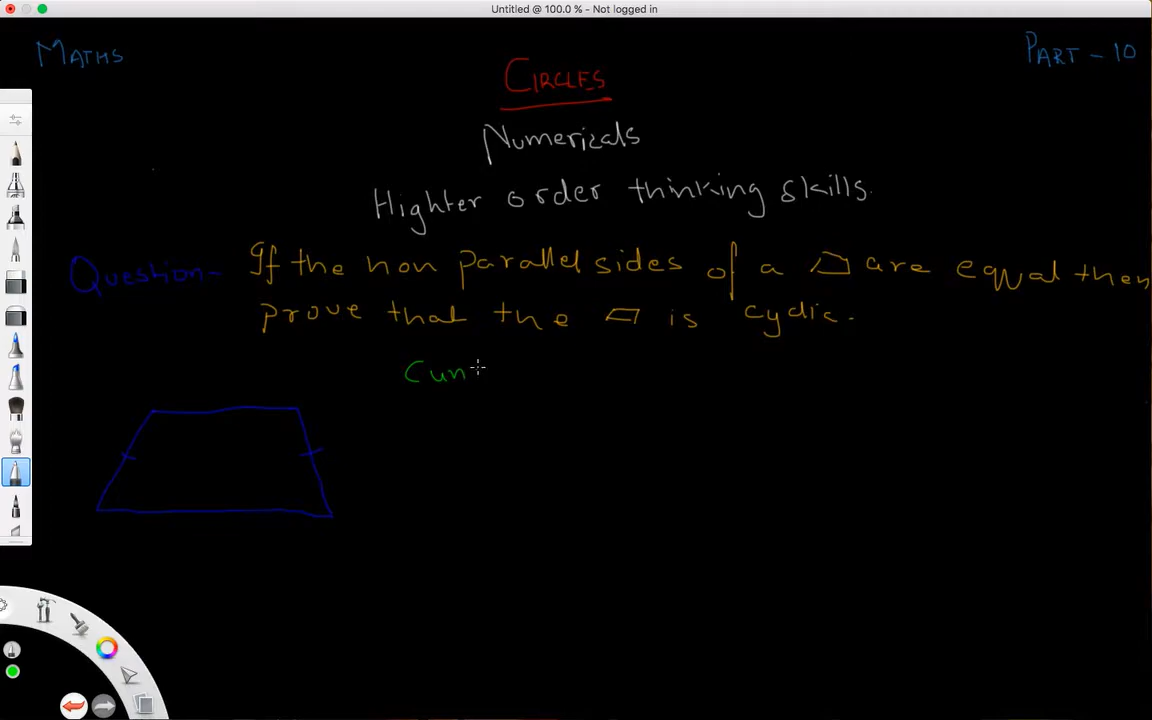 Untitled @ 100.0 % - Not logged in
MATHS
PART - 10
CIRCLES
Numericals
Highter order thinking skills.
Question - If the non parallel sides of a ▱ are equal then
prove that the ▱ is cyclic.
Cun